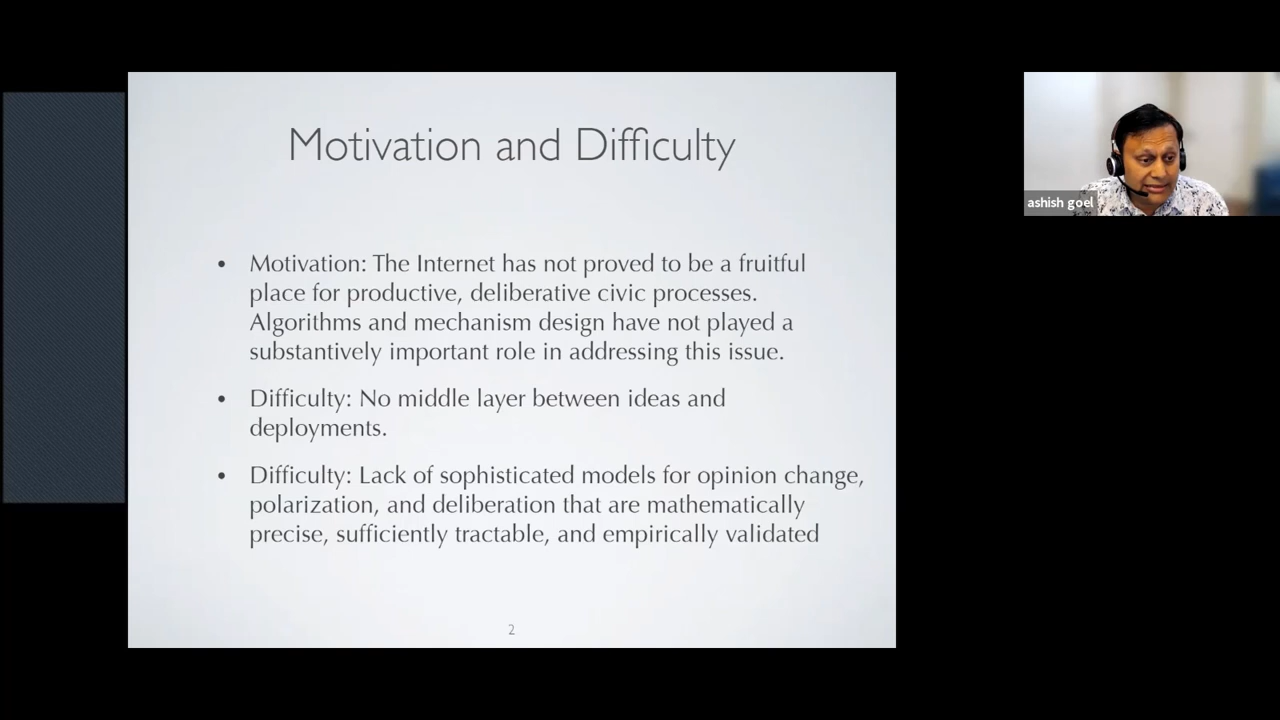 Motivation and Difficulty
• Motivation: The Internet has not proved to be a fruitful
place for productive, deliberative civic processes.
Algorithms and mechanism design have not played a
substantively important role in addressing this issue.
• Difficulty: No middle layer between ideas and
deployments.
• Difficulty: Lack of sophisticated models for opinion change,
polarization, and deliberation that are mathematically
precise, sufficiently tractable, and empirically validated
2
ashish goel